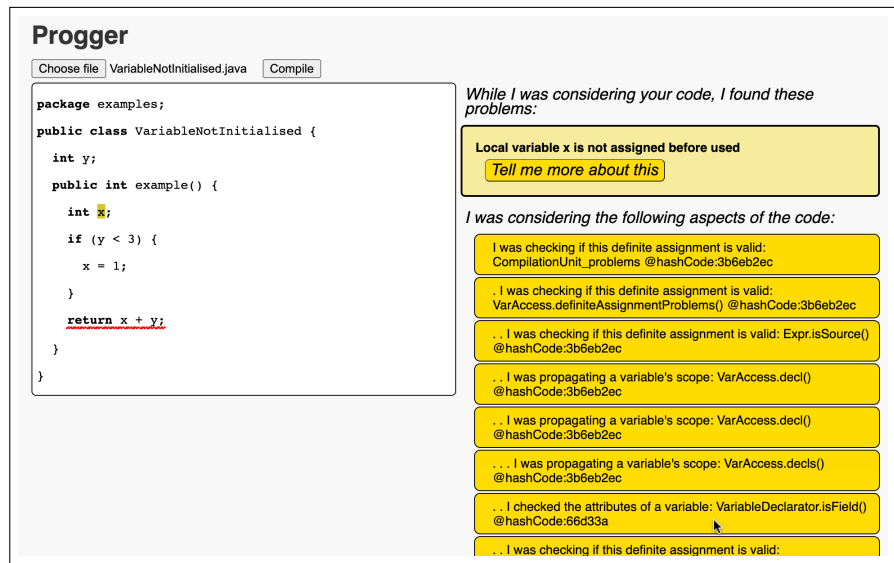 Progger
Choose file VariableNotInitialised.java Compile
package examples;
public class VariableNotInitialised {
int y;
public int example() {
int x;
if (y < 3) {
x = 1;
}
return x + y;
}
}
While I was considering your code, I found these
problems:
Local variable x is not assigned before used
Tell me more about this
I was considering the following aspects of the code:
I was checking if this definite assignment is valid:
CompilationUnit_problems @hashCode:3b6eb2ec
. I was checking if this definite assignment is valid:
VarAccess.definiteAssignmentProblems() @hashCode:3b6eb2ec
. . I was checking if this definite assignment is valid: Expr.isSource()
@hashCode:3b6eb2ec
. . I was propagating a variable's scope: VarAccess.decl()
@hashCode:3b6eb2ec
. . I was propagating a variable's scope: VarAccess.decl()
@hashCode:3b6eb2ec
. . . I was propagating a variable's scope: VarAccess.decls()
@hashCode:3b6eb2ec
. . I checked the attributes of a variable: VariableDeclarator.isField()
@hashCode:66d33a
. . I was checking if this definite assignment is valid: